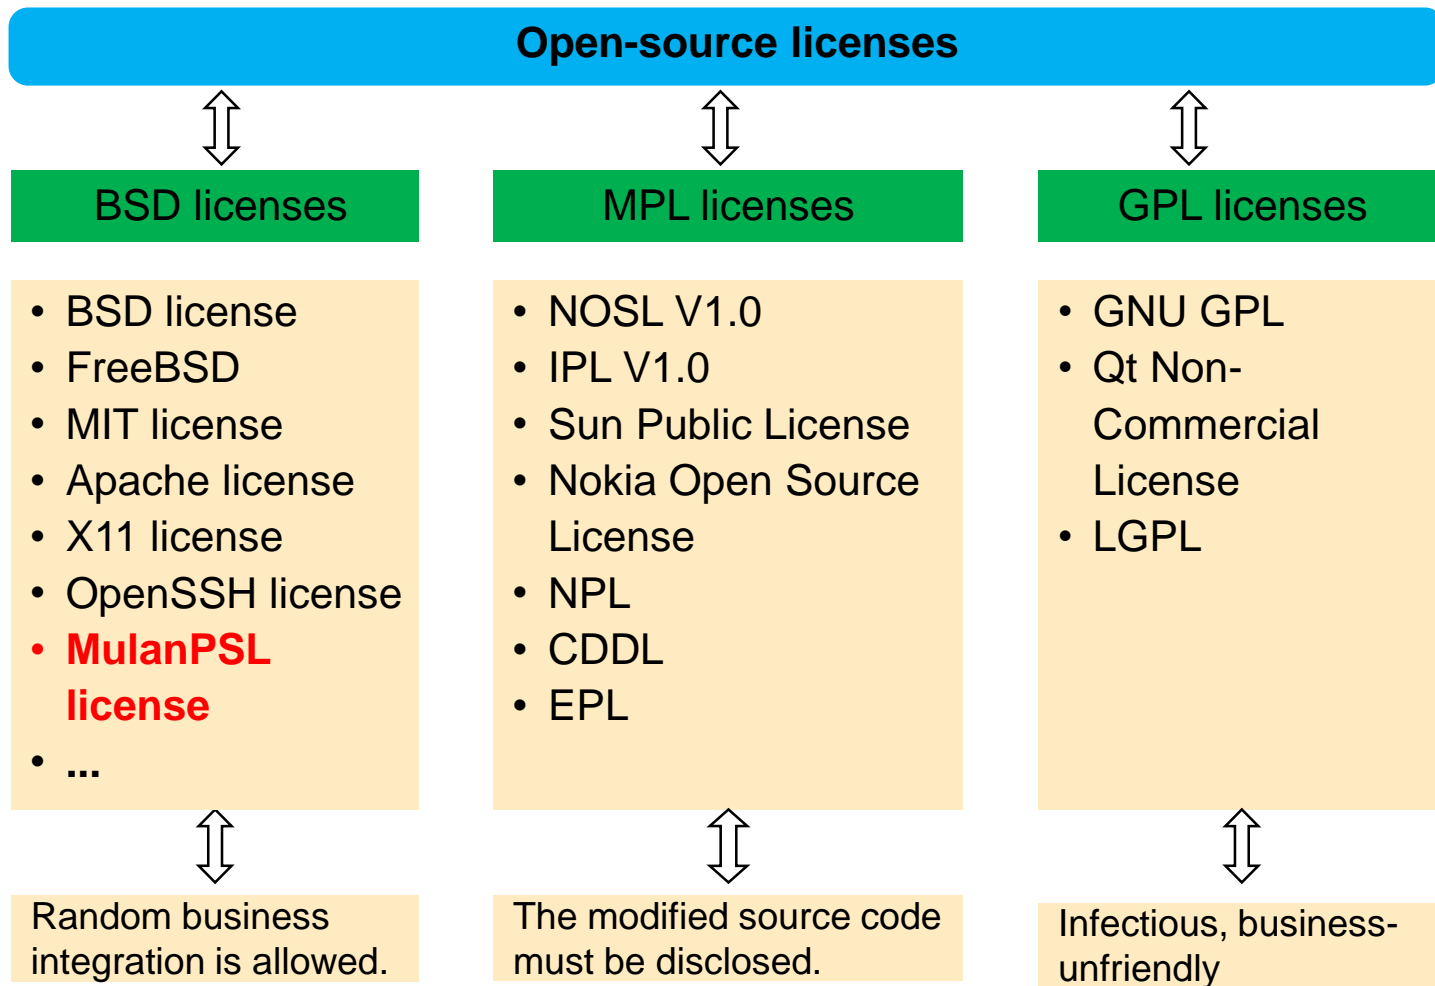 Open-source licenses
BSD licenses
MPL licenses
GPL licenses
• BSD license
• FreeBSD
• MIT license
• Apache license
• X11 license
• OpenSSH license
• MulanPSL
license
• ...
• NOSL V1.0
• IPL V1.0
• Sun Public License
• Nokia Open Source
License
• NPL
• CDDL
• EPL
• GNU GPL
• Qt Non-
Commercial
License
• LGPL
Random business
integration is allowed.
The modified source code
must be disclosed.
Infectious, business-
unfriendly